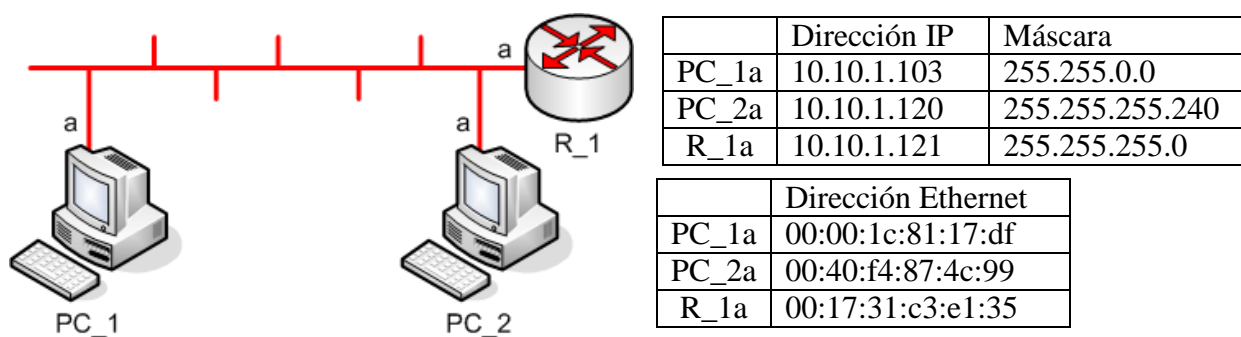 a
a
a
R_1
PC_1
PC_2
Dirección IP Máscara
PC_1a 10.10.1.103 255.255.0.0
PC_2a 10.10.1.120 255.255.255.240
R_1a 10.10.1.121 255.255.255.0
Dirección Ethernet
PC_1a 00:00:1c:81:17:df
PC_2a 00:40:f4:87:4c:99
R_1a 00:17:31:c3:e1:35